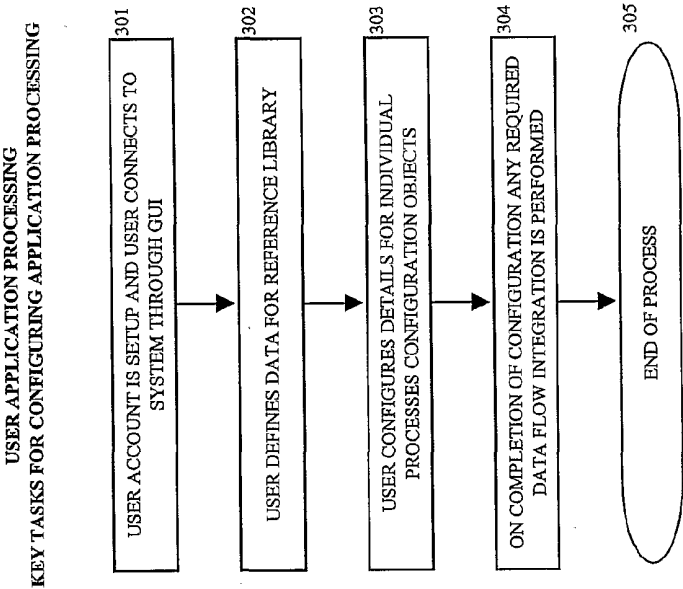 USER APPLICATION PROCESSING
KEY TASKS FOR CONFIGURING APPLICATION PROCESSING
301
USER ACCOUNT IS SETUP AND USER CONNECTS TO
SYSTEM THROUGH GUI
302
USER DEFINES DATA FOR REFERENCE LIBRARY
303
USER CONFIGURES DETAILS FOR INDIVIDUAL
PROCESSES CONFIGURATION OBJECTS
304
ON COMPLETION OF CONFIGURATION ANY REQUIRED
DATA FLOW INTEGRATION IS PERFORMED
305
END OF PROCESS